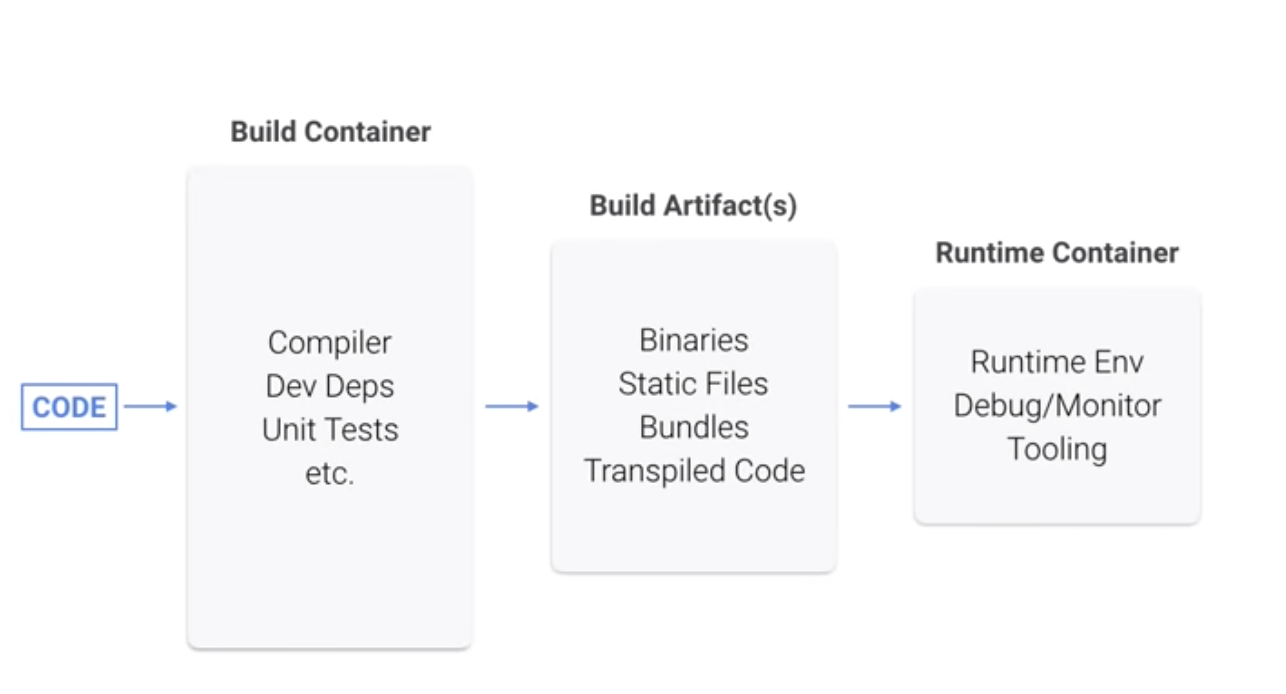 Build Container
Compiler
Dev Deps
Unit Tests
etc.
CODE
Build Artifact(s)
Binaries
Static Files
Bundles
Transpiled Code
Runtime Container
Runtime Env
Debug/Monitor
Tooling